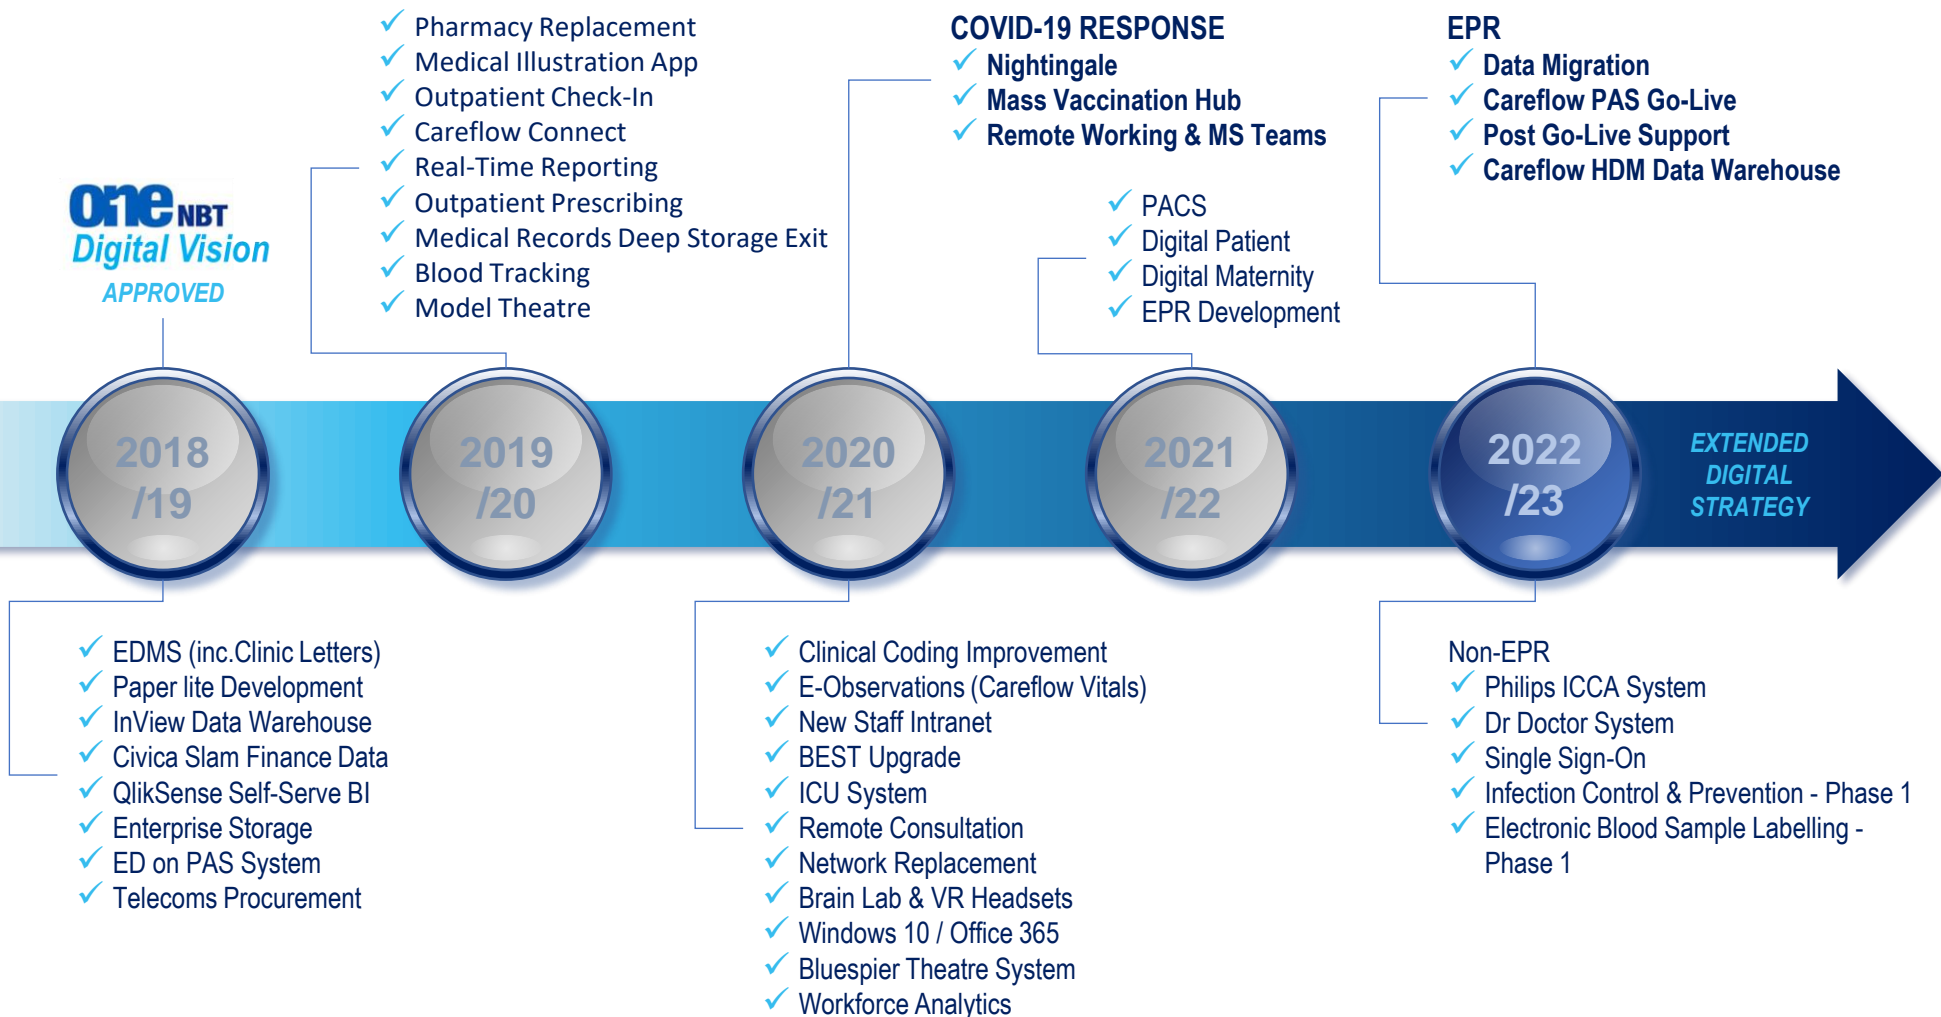 one NBT
Digital Vision
APPROVED
Pharmacy Replacement
Medical Illustration App
Outpatient Check-In
Careflow Connect
Real-Time Reporting
Outpatient Prescribing
Medical Records Deep Storage Exit
Blood Tracking
Model Theatre
COVID-19 RESPONSE
Nightingale
Mass Vaccination Hub
Remote Working & MS Teams
PACS
Digital Patient
Digital Maternity
EPR Development
EPR
Data Migration
Careflow PAS Go-Live
Post Go-Live Support
Careflow HDM Data Warehouse
2018
/19
2019
/20
2020
/21
2021
/22
2022
/23
EXTENDED
DIGITAL
STRATEGY
EDMS (inc.Clinic Letters)
Paper lite Development
InView Data Warehouse
Civica Slam Finance Data
QlikSense Self-Serve BI
Enterprise Storage
ED on PAS System
Telecoms Procurement
Clinical Coding Improvement
E-Observations (Careflow Vitals)
New Staff Intranet
BEST Upgrade
ICU System
Remote Consultation
Network Replacement
Brain Lab & VR Headsets
Windows 10 / Office 365
Bluespier Theatre System
Workforce Analytics
Non-EPR
Philips ICCA System
Dr Doctor System
Single Sign-On
Infection Control & Prevention - Phase 1
Electronic Blood Sample Labelling -
Phase 1